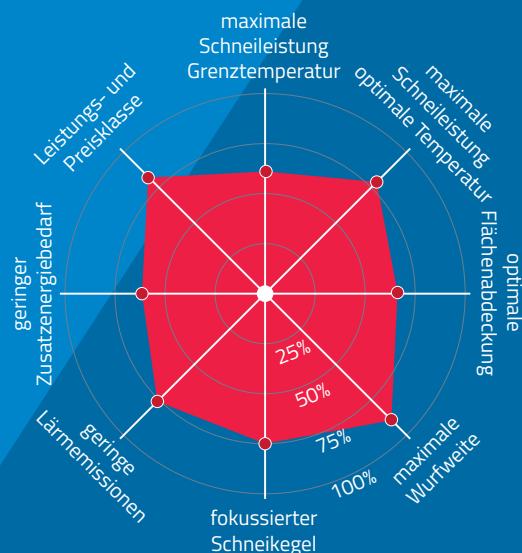 maximale
Schneileistung
Grenztemperatur
maximale
Schneileistung
optimale Temperatur
optimale
Flächenabdeckung
maximale
Wurfweite
fokussierter
Schneikegel
geringe
Lärmemissionen
geringer
Zusatzenergiebedarf
Leistungs- und
Preisklasse
25%
50%
75%
100%